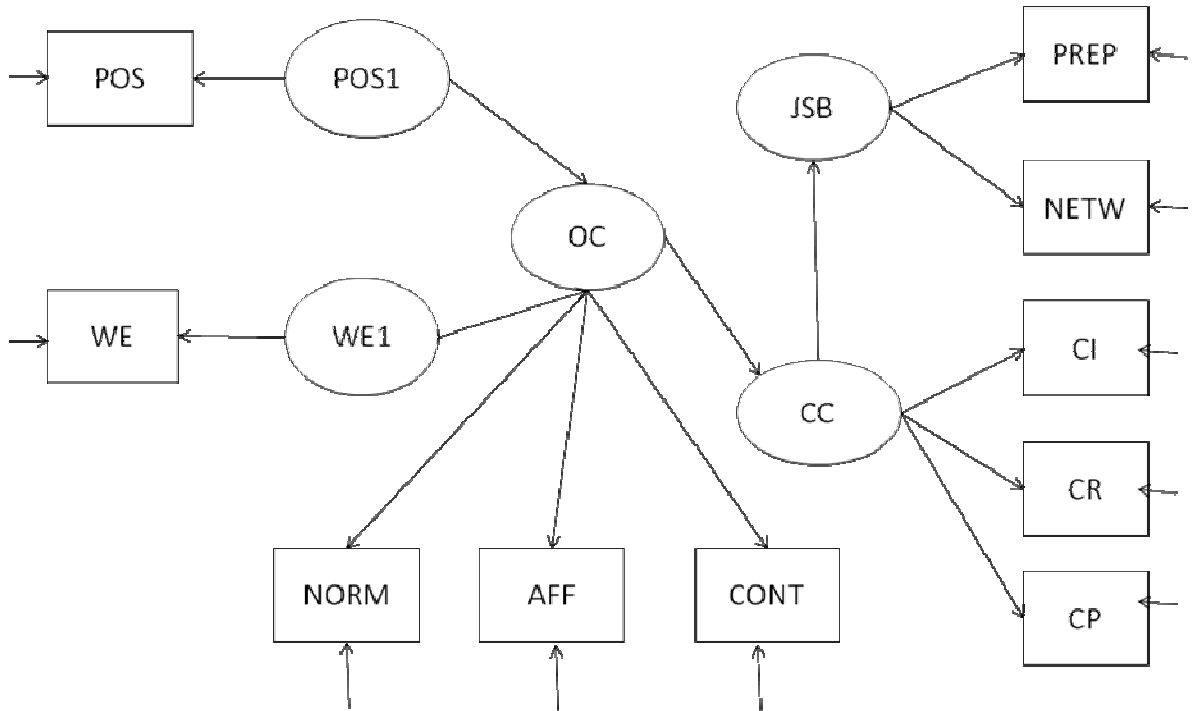 POS
POS1
JSB
PREP
NETW
OC
WE
WE1
CI
CC
CR
NORM
AFF
CONT
CP